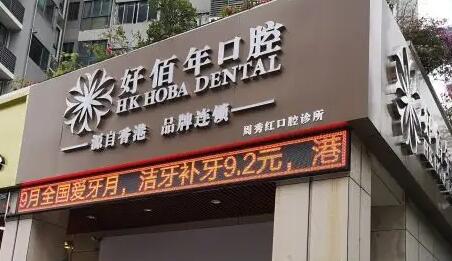 好佰年口腔
HK HOBA DENTAL
源自香港 品牌连锁
周秀红口腔诊所
9月全国爱牙月，洁牙补牙9.2元，港